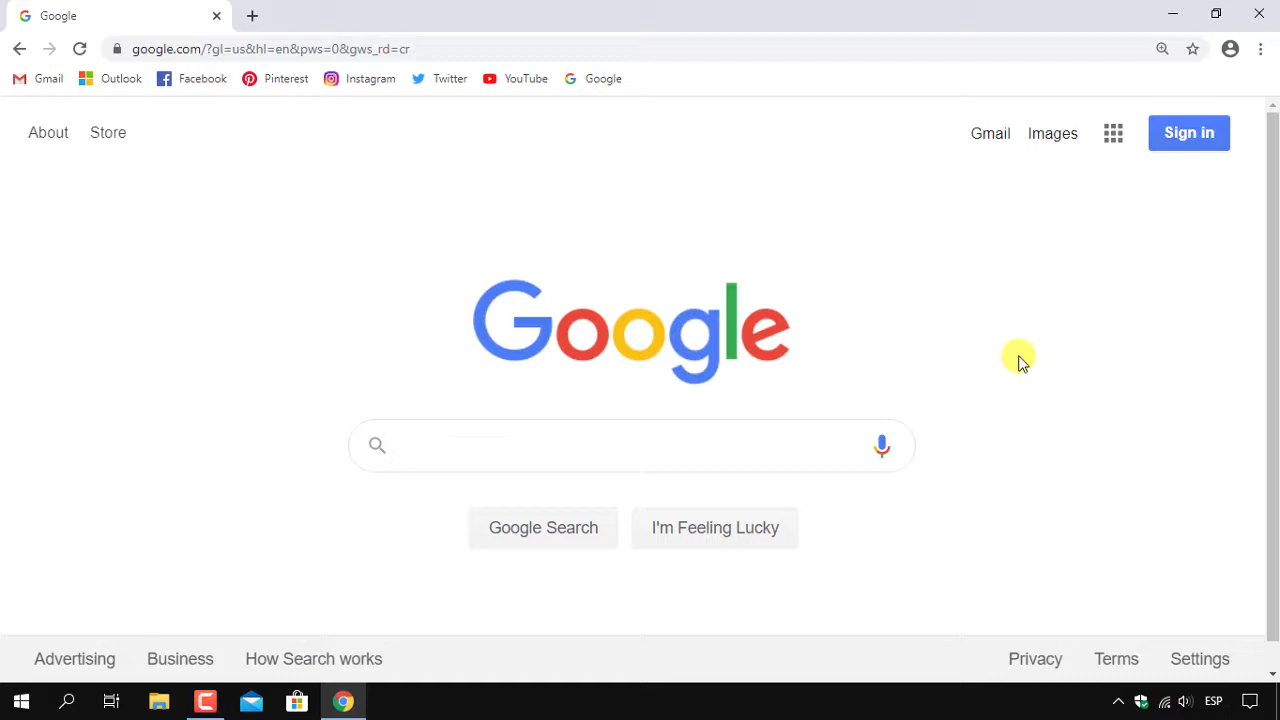 Google
google.com/?gl=us&hl=en&pws=0&gws_rd=cr
Gmail Outlook Facebook Pinterest Instagram Twitter YouTube Google
About Store Gmail Images Sign in
Google
Google Search I'm Feeling Lucky
Advertising Business How Search works Privacy Terms Settings
ESP